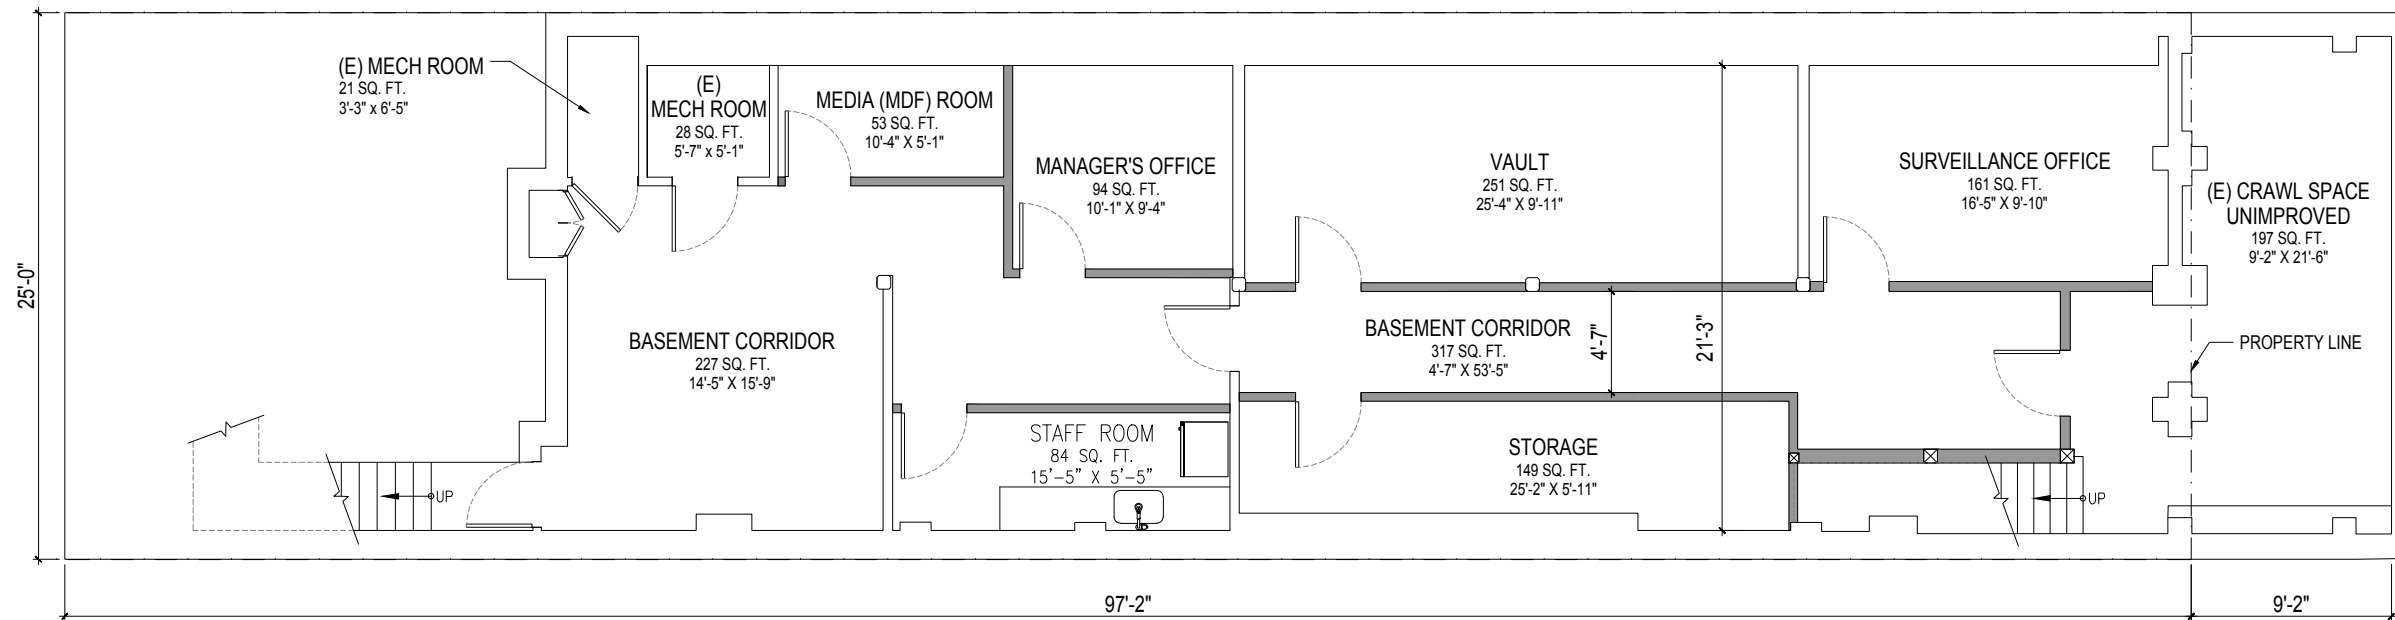 (E) MECH ROOM
21 SQ. FT.
3'-3" x 6'-5"
(E)
MECH ROOM
28 SQ. FT.
5'-7" x 5'-1"
MEDIA (MDF) ROOM
53 SQ. FT.
10'-4" X 5'-1"
MANAGER'S OFFICE
94 SQ. FT.
10'-1" X 9'-4"
VAULT
251 SQ. FT.
25'-4" X 9'-11"
SURVEILLANCE OFFICE
161 SQ. FT.
16'-5" X 9'-10"
(E) CRAWL SPACE
UNIMPROVED
197 SQ. FT.
9'-2" X 21'-6"
25'-0"
BASEMENT CORRIDOR
227 SQ. FT.
14'-5" X 15'-9"
BASEMENT CORRIDOR
317 SQ. FT.
4'-7" X 53'-5"
4'-7"
21'-3"
PROPERTY LINE
STAFF ROOM
84 SQ. FT.
15'-5" X 5'-5"
STORAGE
149 SQ. FT.
25'-2" X 5'-11"
UP
UP
97'-2"
9'-2"